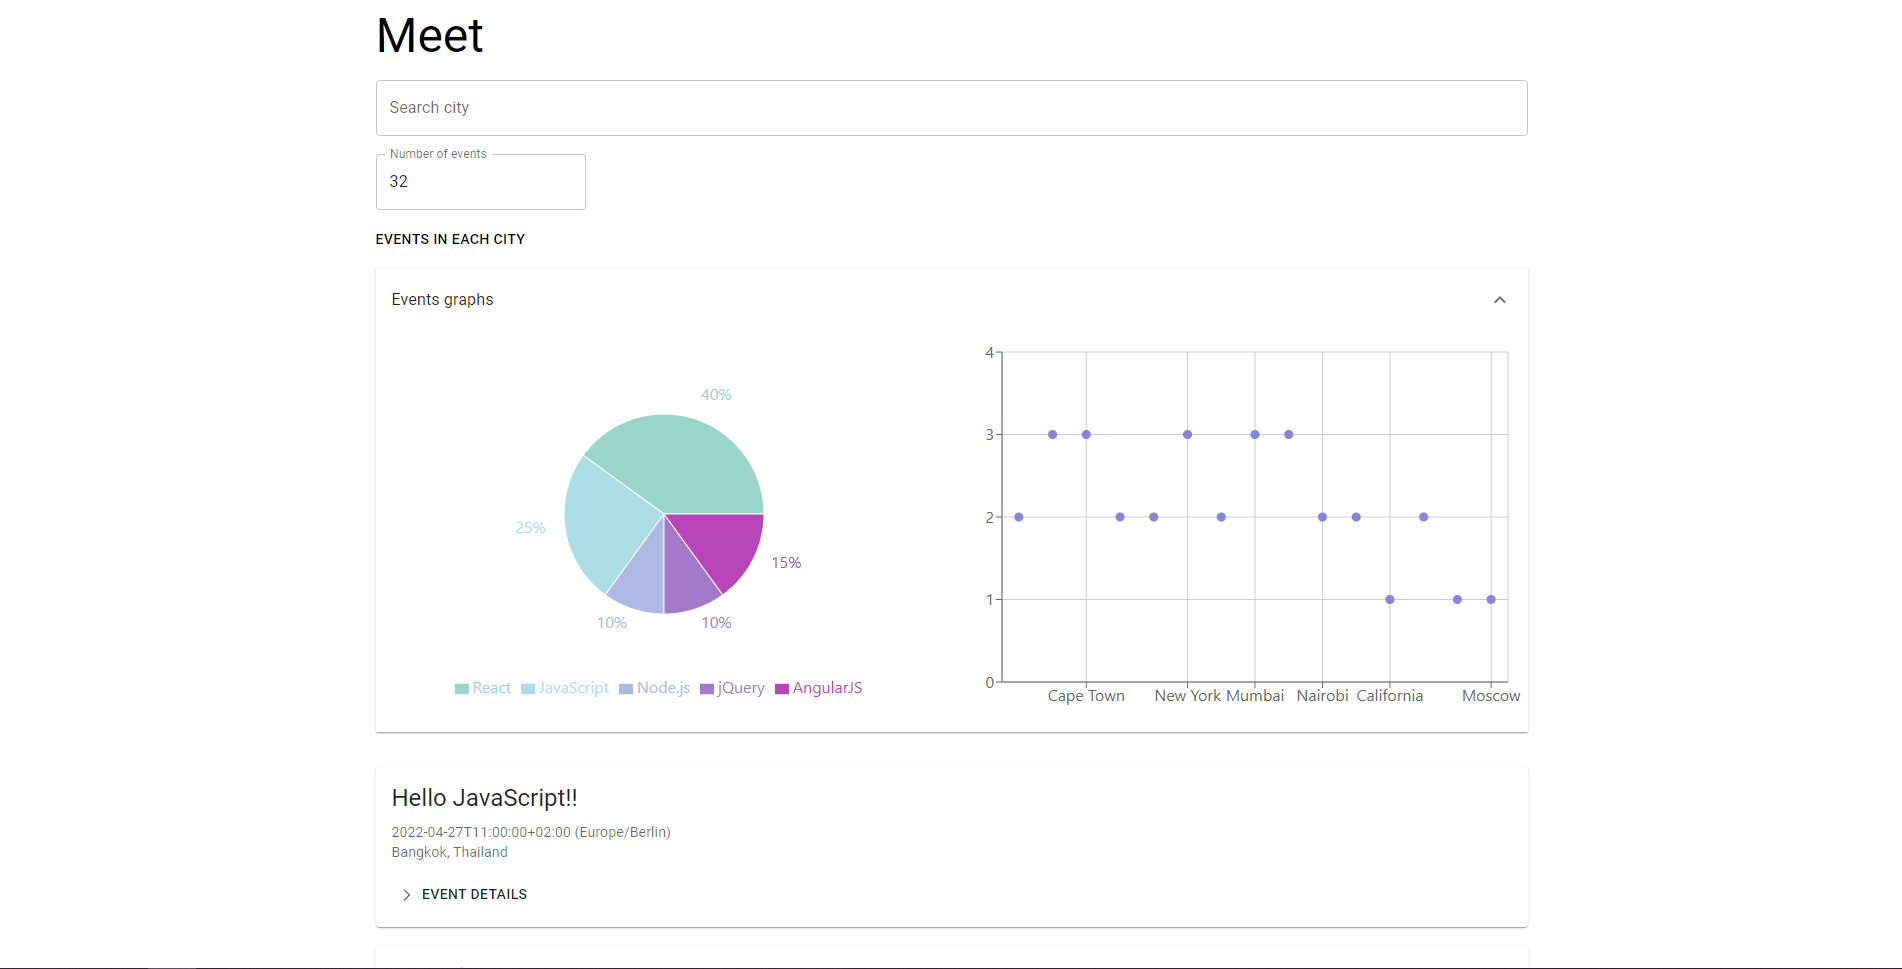 Meet
Search city
Number of events
32
EVENTS IN EACH CITY
Events graphs
40%
25%
15%
10%
10%
React JavaScript Node.js jQuery AngularJS
4
3
2
1
0
Cape Town New York Mumbai Nairobi California Moscow
Hello JavaScript!!
2022-04-27T11:00:00+02:00 (Europe/Berlin)
Bangkok, Thailand
EVENT DETAILS